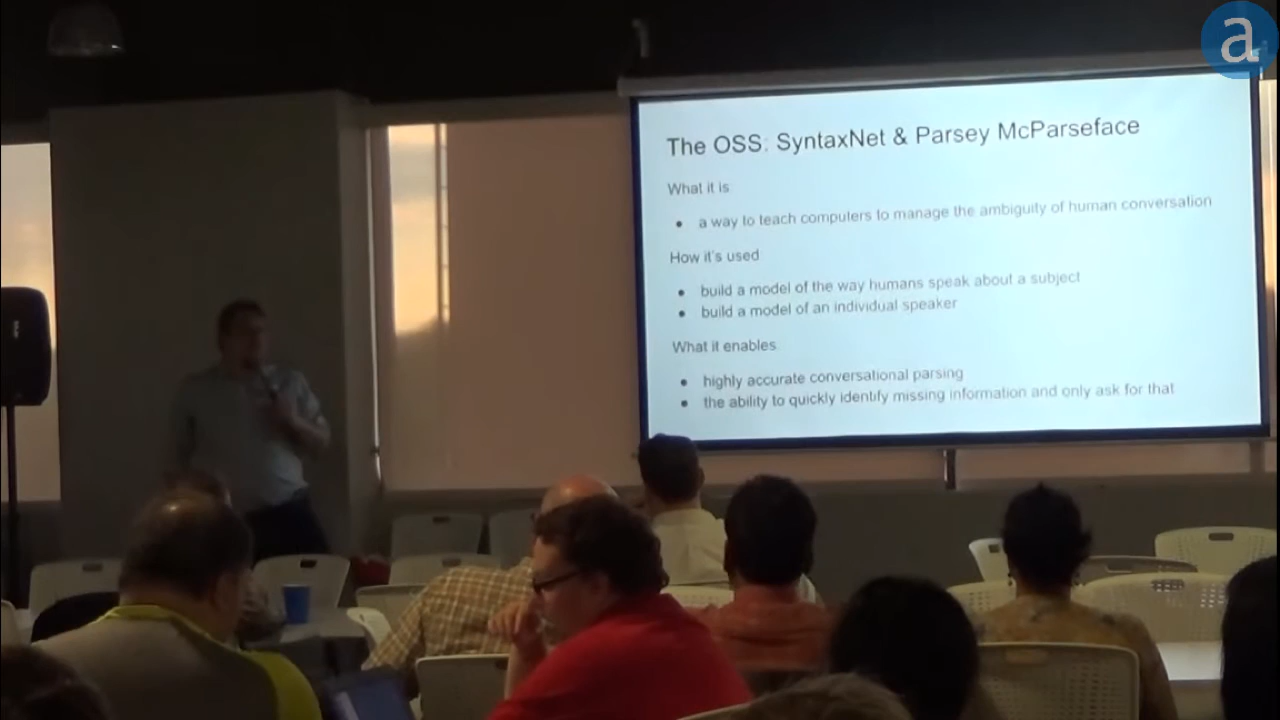 a
The OSS: SyntaxNet & Parsey McParseface
What it is
• a way to teach computers to manage the ambiguity of human conversation
How it's used
• build a model of the way humans speak about a subject
• build a model of an individual speaker
What it enables
• highly accurate conversational parsing
• the ability to quickly identify missing information and only ask for that